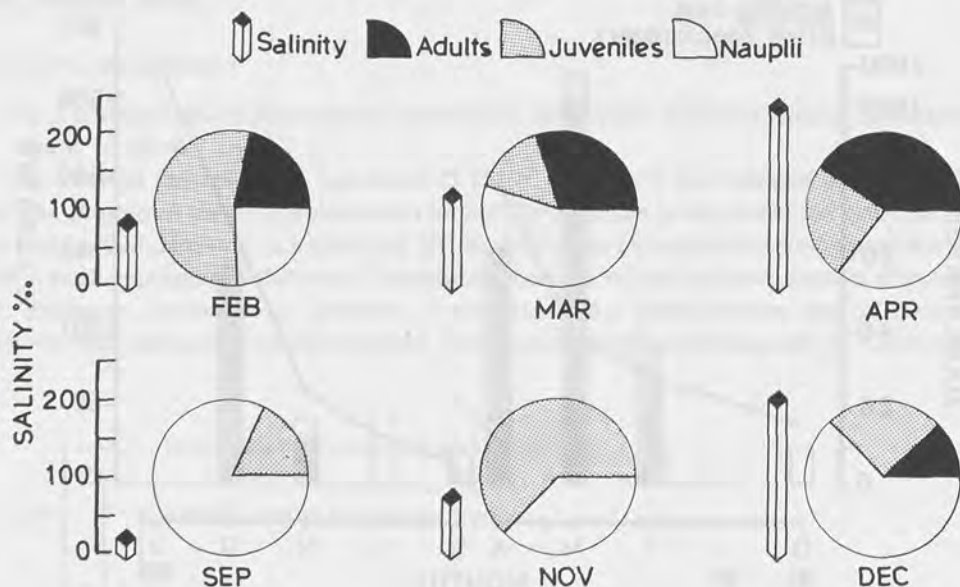 Salinity Adults Juveniles Nauplii
SALINITY ‰
200
100
0
FEB MAR APR
200
100
0
SEP NOV DEC